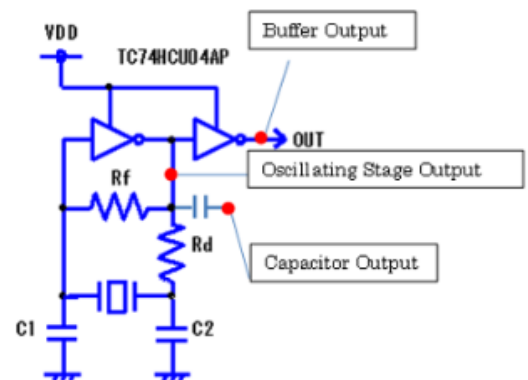 Buffer Output
VDD
TC74HCU04AP
OUT
Oscillating Stage Output
Rf
Rd
Capacitor Output
C1
C2